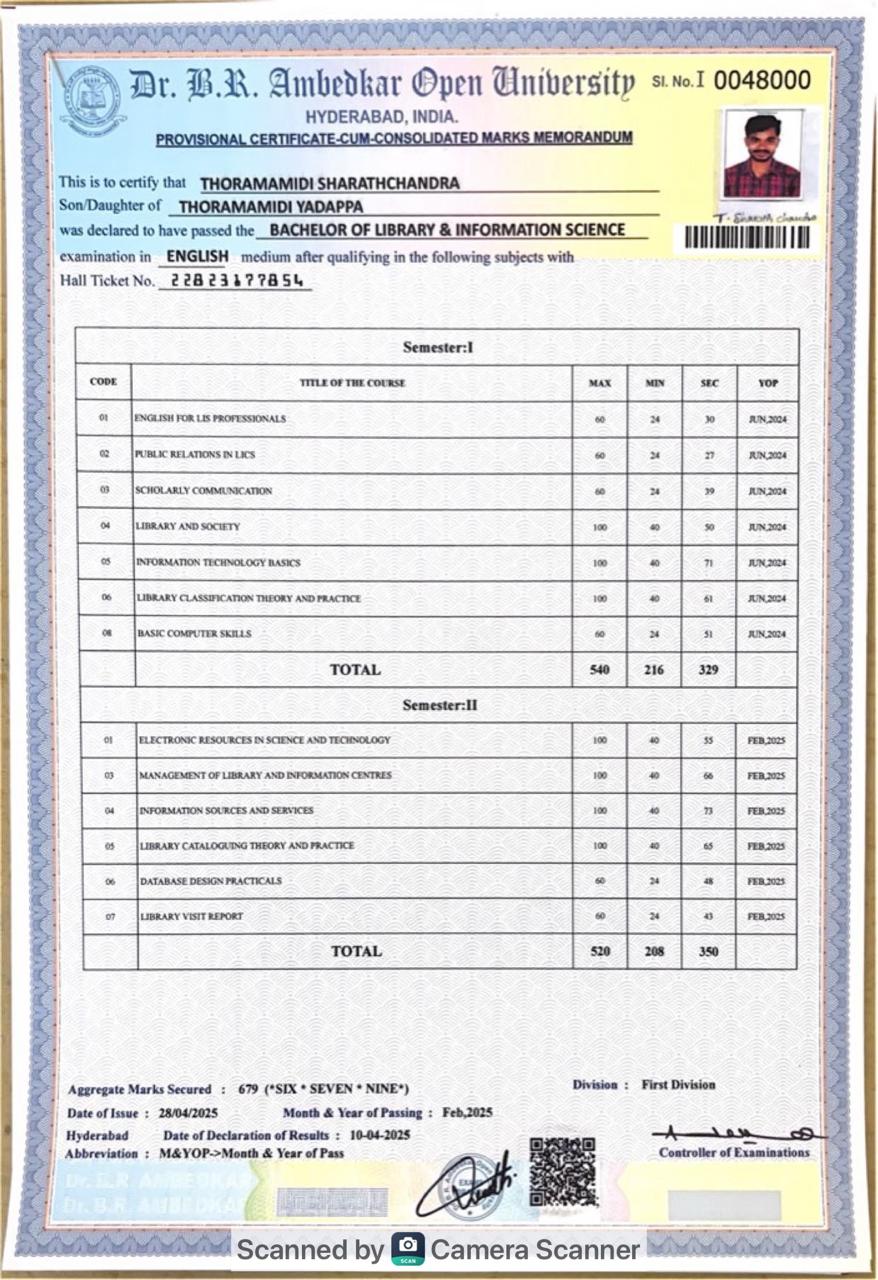 Dr. B.R. Ambedkar Open University
Sl. No. I 0048000
HYDERABAD, INDIA.
PROVISIONAL CERTIFICATE-CUM-CONSOLIDATED MARKS MEMORANDUM
This is to certify that THORAMAMIDI SHARATHCHANDRA
Son/Daughter of THORAMAMIDI YADAPPA
T. Sharath chandra
was declared to have passed the BACHELOR OF LIBRARY & INFORMATION SCIENCE
examination in ENGLISH medium after qualifying in the following subjects with
Hall Ticket No. 22823177854
Semester:I
CODE TITLE OF THE COURSE MAX MIN SEC YOP
01 ENGLISH FOR LIS PROFESSIONALS 60 24 30 JUN,2024
02 PUBLIC RELATIONS IN LICS 60 24 27 JUN,2024
03 SCHOLARLY COMMUNICATION 60 24 39 JUN,2024
04 LIBRARY AND SOCIETY 100 40 50 JUN,2024
05 INFORMATION TECHNOLOGY BASICS 100 40 71 JUN,2024
06 LIBRARY CLASSIFICATION THEORY AND PRACTICE 100 40 61 JUN,2024
08 BASIC COMPUTER SKILLS 60 24 51 JUN,2024
TOTAL 540 216 329
Semester:II
01 ELECTRONIC RESOURCES IN SCIENCE AND TECHNOLOGY 100 40 55 FEB,2025
03 MANAGEMENT OF LIBRARY AND INFORMATION CENTRES 100 40 66 FEB,2025
04 INFORMATION SOURCES AND SERVICES 100 40 73 FEB,2025
05 LIBRARY CATALOGUING THEORY AND PRACTICE 100 40 65 FEB,2025
06 DATABASE DESIGN PRACTICALS 60 24 48 FEB,2025
07 LIBRARY VISIT REPORT 60 24 43 FEB,2025
TOTAL 520 208 350
Aggregate Marks Secured : 679 (*SIX * SEVEN * NINE*)
Division : First Division
Date of Issue : 28/04/2025 Month & Year of Passing : Feb,2025
Hyderabad Date of Declaration of Results : 10-04-2025
Abbreviation : M&YOP->Month & Year of Pass
Controller of Examinations
Dr. B.R. AMBEDKAR
Dr. B.R. AMBEDKAR
Scanned by SCAN Camera Scanner